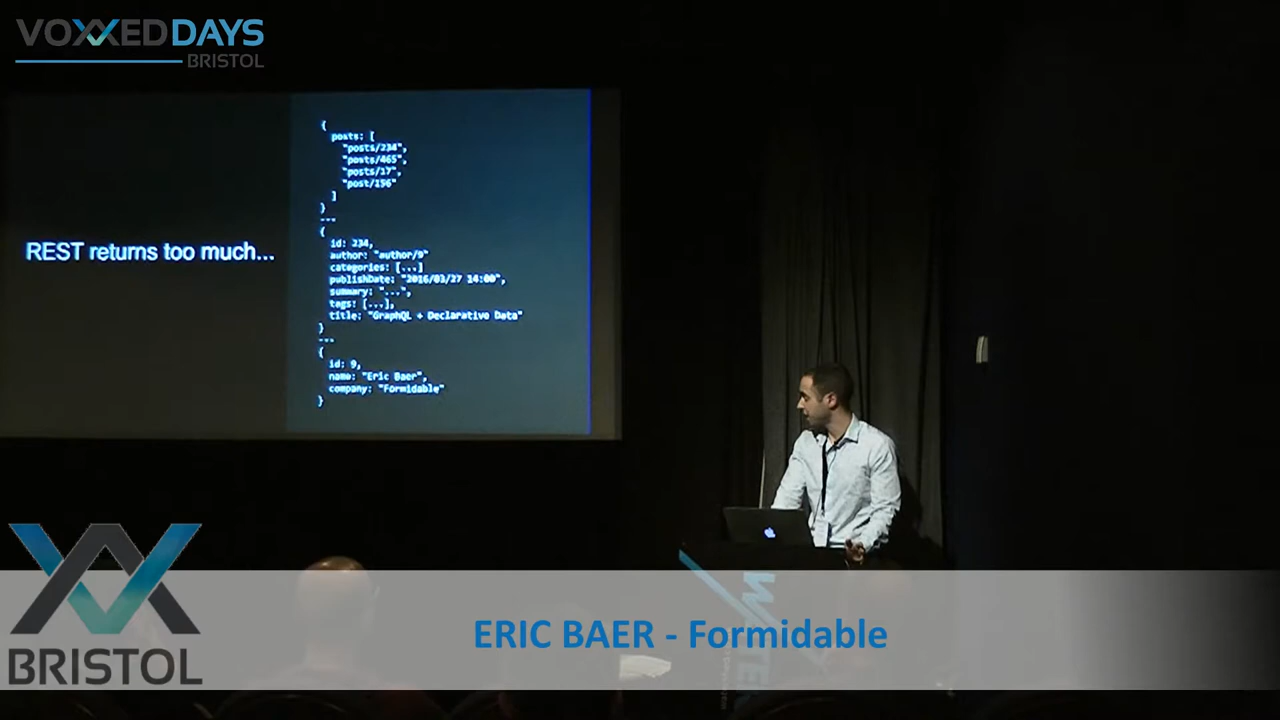 VOXXED DAYS
BRISTOL
REST returns too much...
{
posts: [
"posts/234",
"posts/465",
"posts/17",
"post/156"
]
}
---
{
id: 234,
author: "author/9"
categories: [...]
publishDate: "2016/03/27 14:00",
summary: "...",
tags: [...],
title: "GraphQL + Declarative Data"
}
---
{
id: 9,
name: "Eric Baer",
company: "Formidable"
}
BRISTOL
ERIC BAER - Formidable